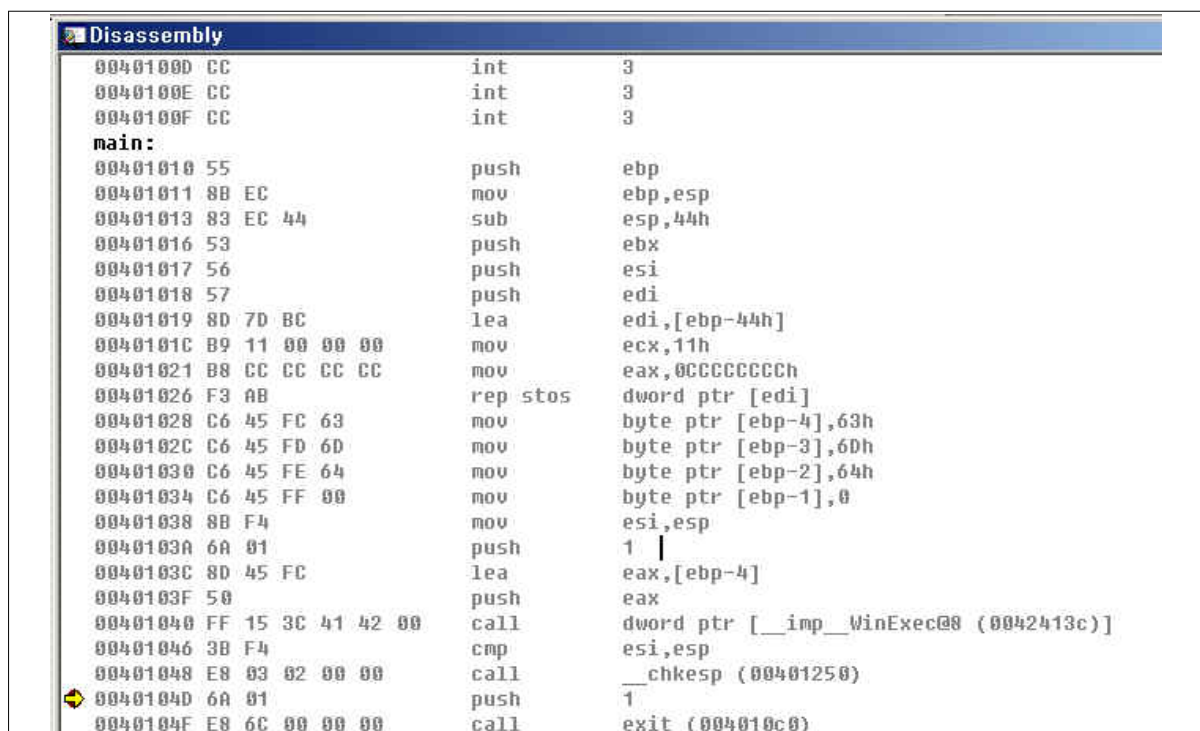 Disassembly
0040100D CC int 3
0040100E CC int 3
0040100F CC int 3
main:
00401010 55 push ebp
00401011 8B EC mov ebp,esp
00401013 83 EC 44 sub esp,44h
00401016 53 push ebx
00401017 56 push esi
00401018 57 push edi
00401019 8D 7D BC lea edi,[ebp-44h]
0040101C B9 11 00 00 00 mov ecx,11h
00401021 B8 CC CC CC CC mov eax,0CCCCCCCCh
00401026 F3 AB rep stos dword ptr [edi]
00401028 C6 45 FC 63 mov byte ptr [ebp-4],63h
0040102C C6 45 FD 6D mov byte ptr [ebp-3],6Dh
00401030 C6 45 FE 64 mov byte ptr [ebp-2],64h
00401034 C6 45 FF 00 mov byte ptr [ebp-1],0
00401038 8B F4 mov esi,esp
0040103A 6A 01 push 1
0040103C 8D 45 FC lea eax,[ebp-4]
0040103F 50 push eax
00401040 FF 15 3C 41 42 00 call dword ptr [__imp__WinExec@8 (0042413c)]
00401046 3B F4 cmp esi,esp
00401048 E8 03 02 00 00 call __chkesp (00401250)
0040104D 6A 01 push 1
0040104F E8 6C 00 00 00 call exit (004010c0)